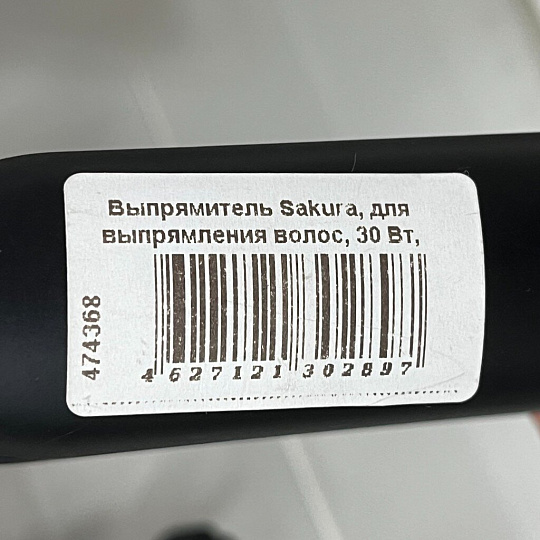 Выпрямитель Sakura, для
выпрямления волос, 30 Вт,
474368
4 627121 302897